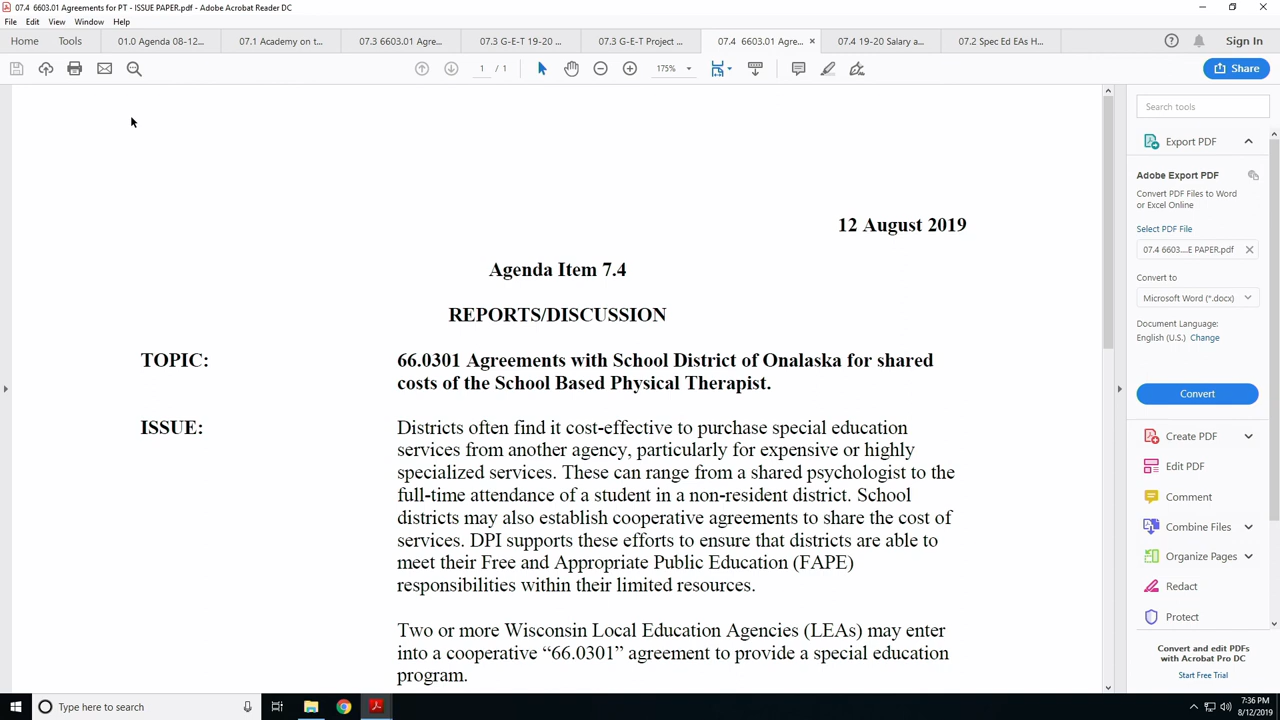 07.4 6603.01 Agreements for PT - ISSUE PAPER.pdf - Adobe Acrobat Reader DC
File Edit View Window Help
Home Tools 01.0 Agenda 08-12... 07.1 Academy on t... 07.3 6603.01 Agre... 07.3 G-E-T 19-20 ... 07.3 G-E-T Project ... 07.4 6603.01 Agre... × 07.4 19-20 Salary a... 07.2 Spec Ed EAs H... Sign In
1 / 1 175% Share
Search tools
Export PDF
Adobe Export PDF
Convert PDF Files to Word
or Excel Online
Select PDF File
07.4 6603....E PAPER.pdf
Convert to
Microsoft Word (*.docx)
Document Language:
English (U.S.) Change
Convert
Create PDF
Edit PDF
Comment
Combine Files
Organize Pages
Redact
Protect
Convert and edit PDFs
with Acrobat Pro DC
Start Free Trial
12 August 2019
Agenda Item 7.4
REPORTS/DISCUSSION
TOPIC: 66.0301 Agreements with School District of Onalaska for shared
costs of the School Based Physical Therapist.
ISSUE: Districts often find it cost-effective to purchase special education
services from another agency, particularly for expensive or highly
specialized services. These can range from a shared psychologist to the
full-time attendance of a student in a non-resident district. School
districts may also establish cooperative agreements to share the cost of
services. DPI supports these efforts to ensure that districts are able to
meet their Free and Appropriate Public Education (FAPE)
responsibilities within their limited resources.
Two or more Wisconsin Local Education Agencies (LEAs) may enter
into a cooperative “66.0301” agreement to provide a special education
program.
Type here to search
7:36 PM
8/12/2019